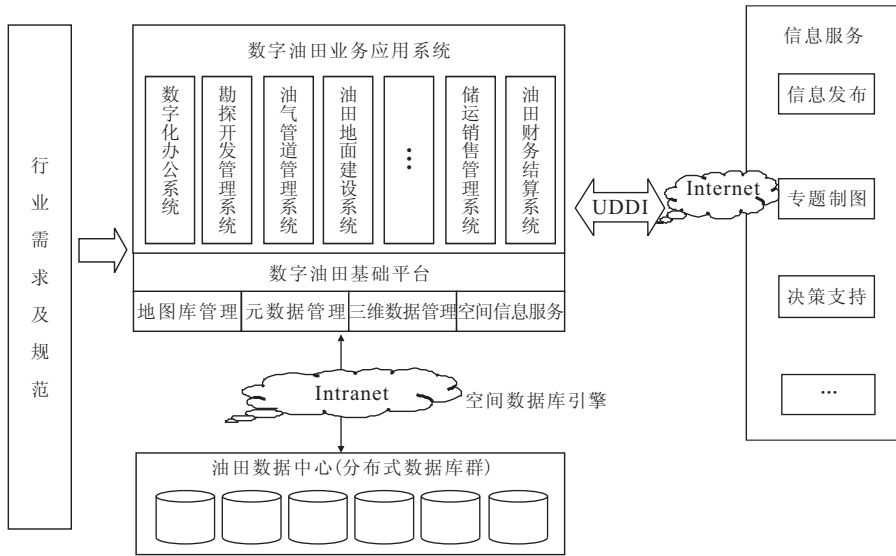 行业需求及规范
数字油田业务应用系统
数字化办公系统
勘探开发管理系统
油气管道管理系统
油田地面建设系统
…
储运销售管理系统
油田财务结算系统
数字油田基础平台
地图库管理
元数据管理
三维数据管理
空间信息服务
Intranet
空间数据库引擎
油田数据中心(分布式数据库群)
UDDI
Internet
信息服务
信息发布
专题制图
决策支持
…